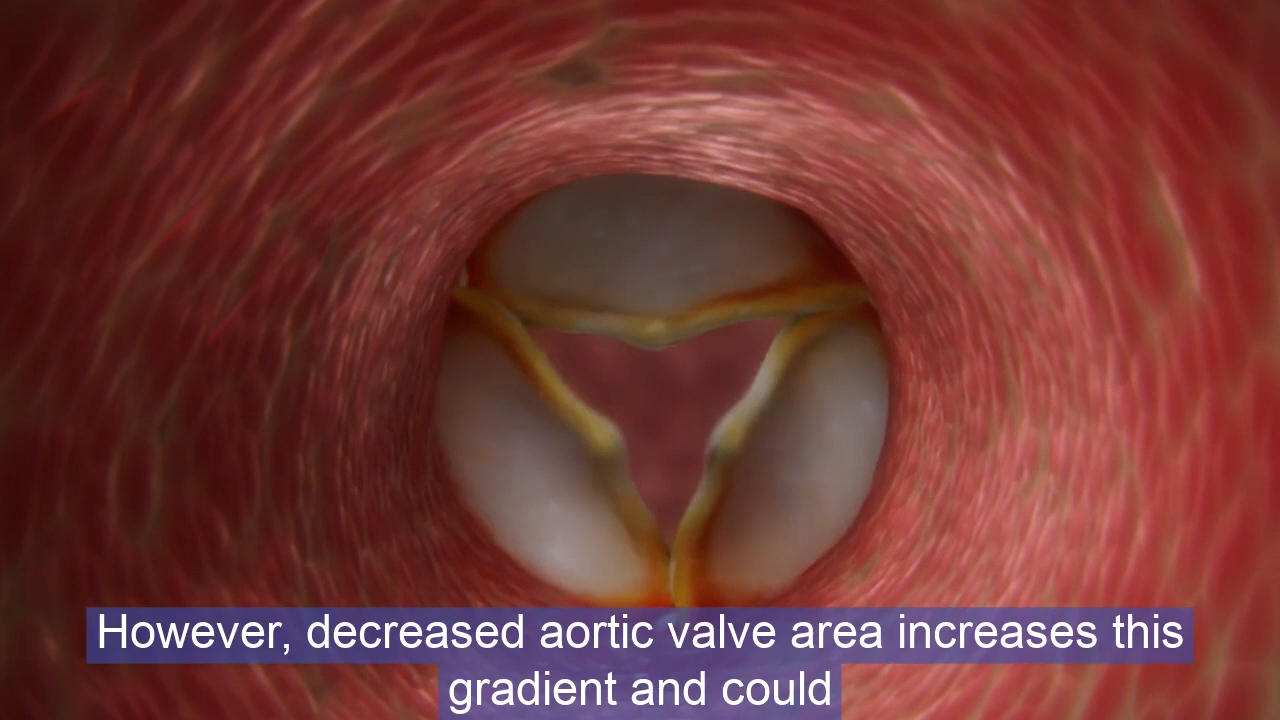 However, decreased aortic valve area increases this
gradient and could